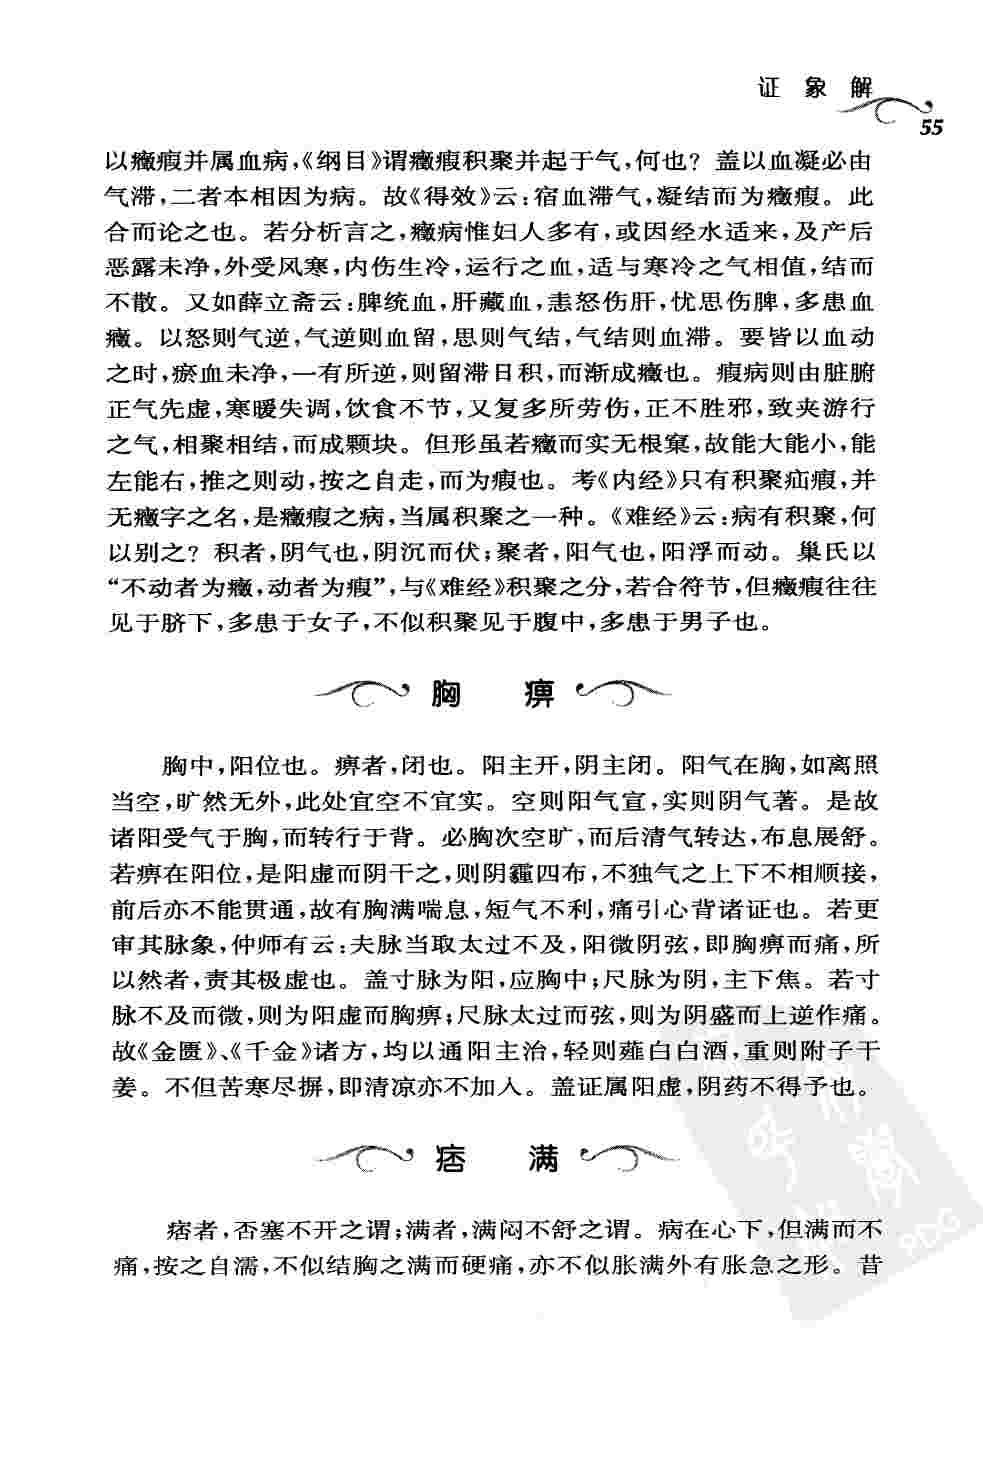 证象解
55
以癥瘕并属血病,《纲目》谓癥瘕积聚并起于气,何也? 盖以血凝必由
气滞,二者本相因为病。故《得效》云:宿血滞气,凝结而为癥瘕。此
合而论之也。若分析言之,癥病惟妇人多有,或因经水适来,及产后
恶露未净,外受风寒,内伤生冷,运行之血,适与寒冷之气相值,结而
不散。又如薛立斋云:脾统血,肝藏血,恚怒伤肝,忧思伤脾,多患血
癥。以怒则气逆,气逆则血留,思则气结,气结则血滞。要皆以血动
之时,瘀血未净,一有所逆,则留滞日积,而渐成癥也。瘕病则由脏腑
正气先虚,寒暖失调,饮食不节,又复多所劳伤,正不胜邪,致夹游行
之气,相聚相结,而成颗块。但形虽若癥而实无根窠,故能大能小,能
左能右,推之则动,按之自走,而为瘕也。考《内经》只有积聚疝瘕,并
无癥字之名,是癥瘕之病,当属积聚之一种。《难经》云:病有积聚,何
以别之? 积者,阴气也,阴沉而伏;聚者,阳气也,阳浮而动。巢氏以
“不动者为癥,动者为瘕”,与《难经》积聚之分,若合符节,但癥瘕往往
见于脐下,多患于女子,不似积聚见于腹中,多患于男子也。
胸 痹
胸中,阳位也。痹者,闭也。阳主开,阴主闭。阳气在胸,如离照
当空,旷然无外,此处宜空不宜实。空则阳气宣,实则阴气著。是故
诸阳受气于胸,而转行于背。必胸次空旷,而后清气转达,布息展舒。
若痹在阳位,是阳虚而阴干之,则阴霾四布,不独气之上下不相顺接,
前后亦不能贯通,故有胸满喘息,短气不利,痛引心背诸证也。若更
审其脉象,仲师有云:夫脉当取太过不及,阳微阴弦,即胸痹而痛,所
以然者,责其极虚也。盖寸脉为阳,应胸中;尺脉为阴,主下焦。若寸
脉不及而微,则为阳虚而胸痹;尺脉太过而弦,则为阴盛而上逆作痛。
故《金匮》、《千金》诸方,均以通阳主治,轻则薤白白酒,重则附子干
姜。不但苦寒尽摒,即清凉亦不加入。盖证属阳虚,阴药不得予也。
痞 满
痞者,否塞不开之谓;满者,满闷不舒之谓。病在心下,但满而不
痛,按之自濡,不似结胸之满而硬痛,亦不似胀满外有胀急之形。昔
PDG